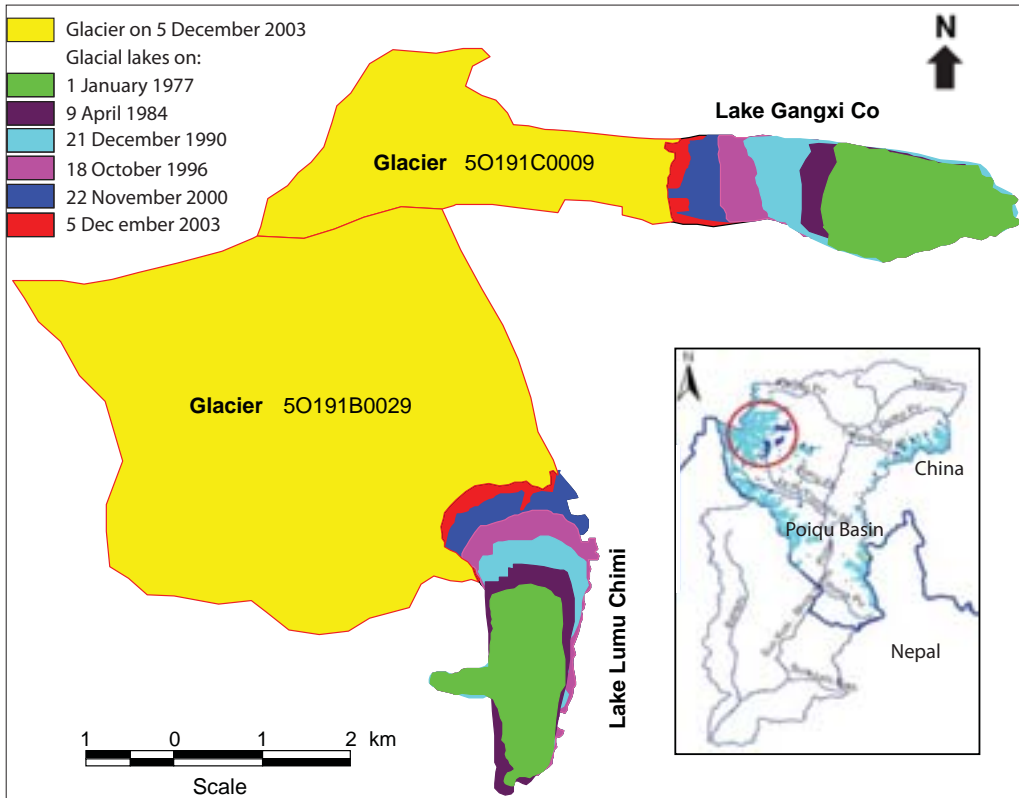 Glacier on 5 December 2003
Glacial lakes on:
1 January 1977
9 April 1984
21 December 1990
18 October 1996
22 November 2000
5 Dec ember 2003
N
Lake Gangxi Co
Glacier 5O191C0009
Glacier 5O191B0029
Lake Lumu Chimi
N
China
Poiqu Basin
Nepal
1 0 1 2 km
Scale